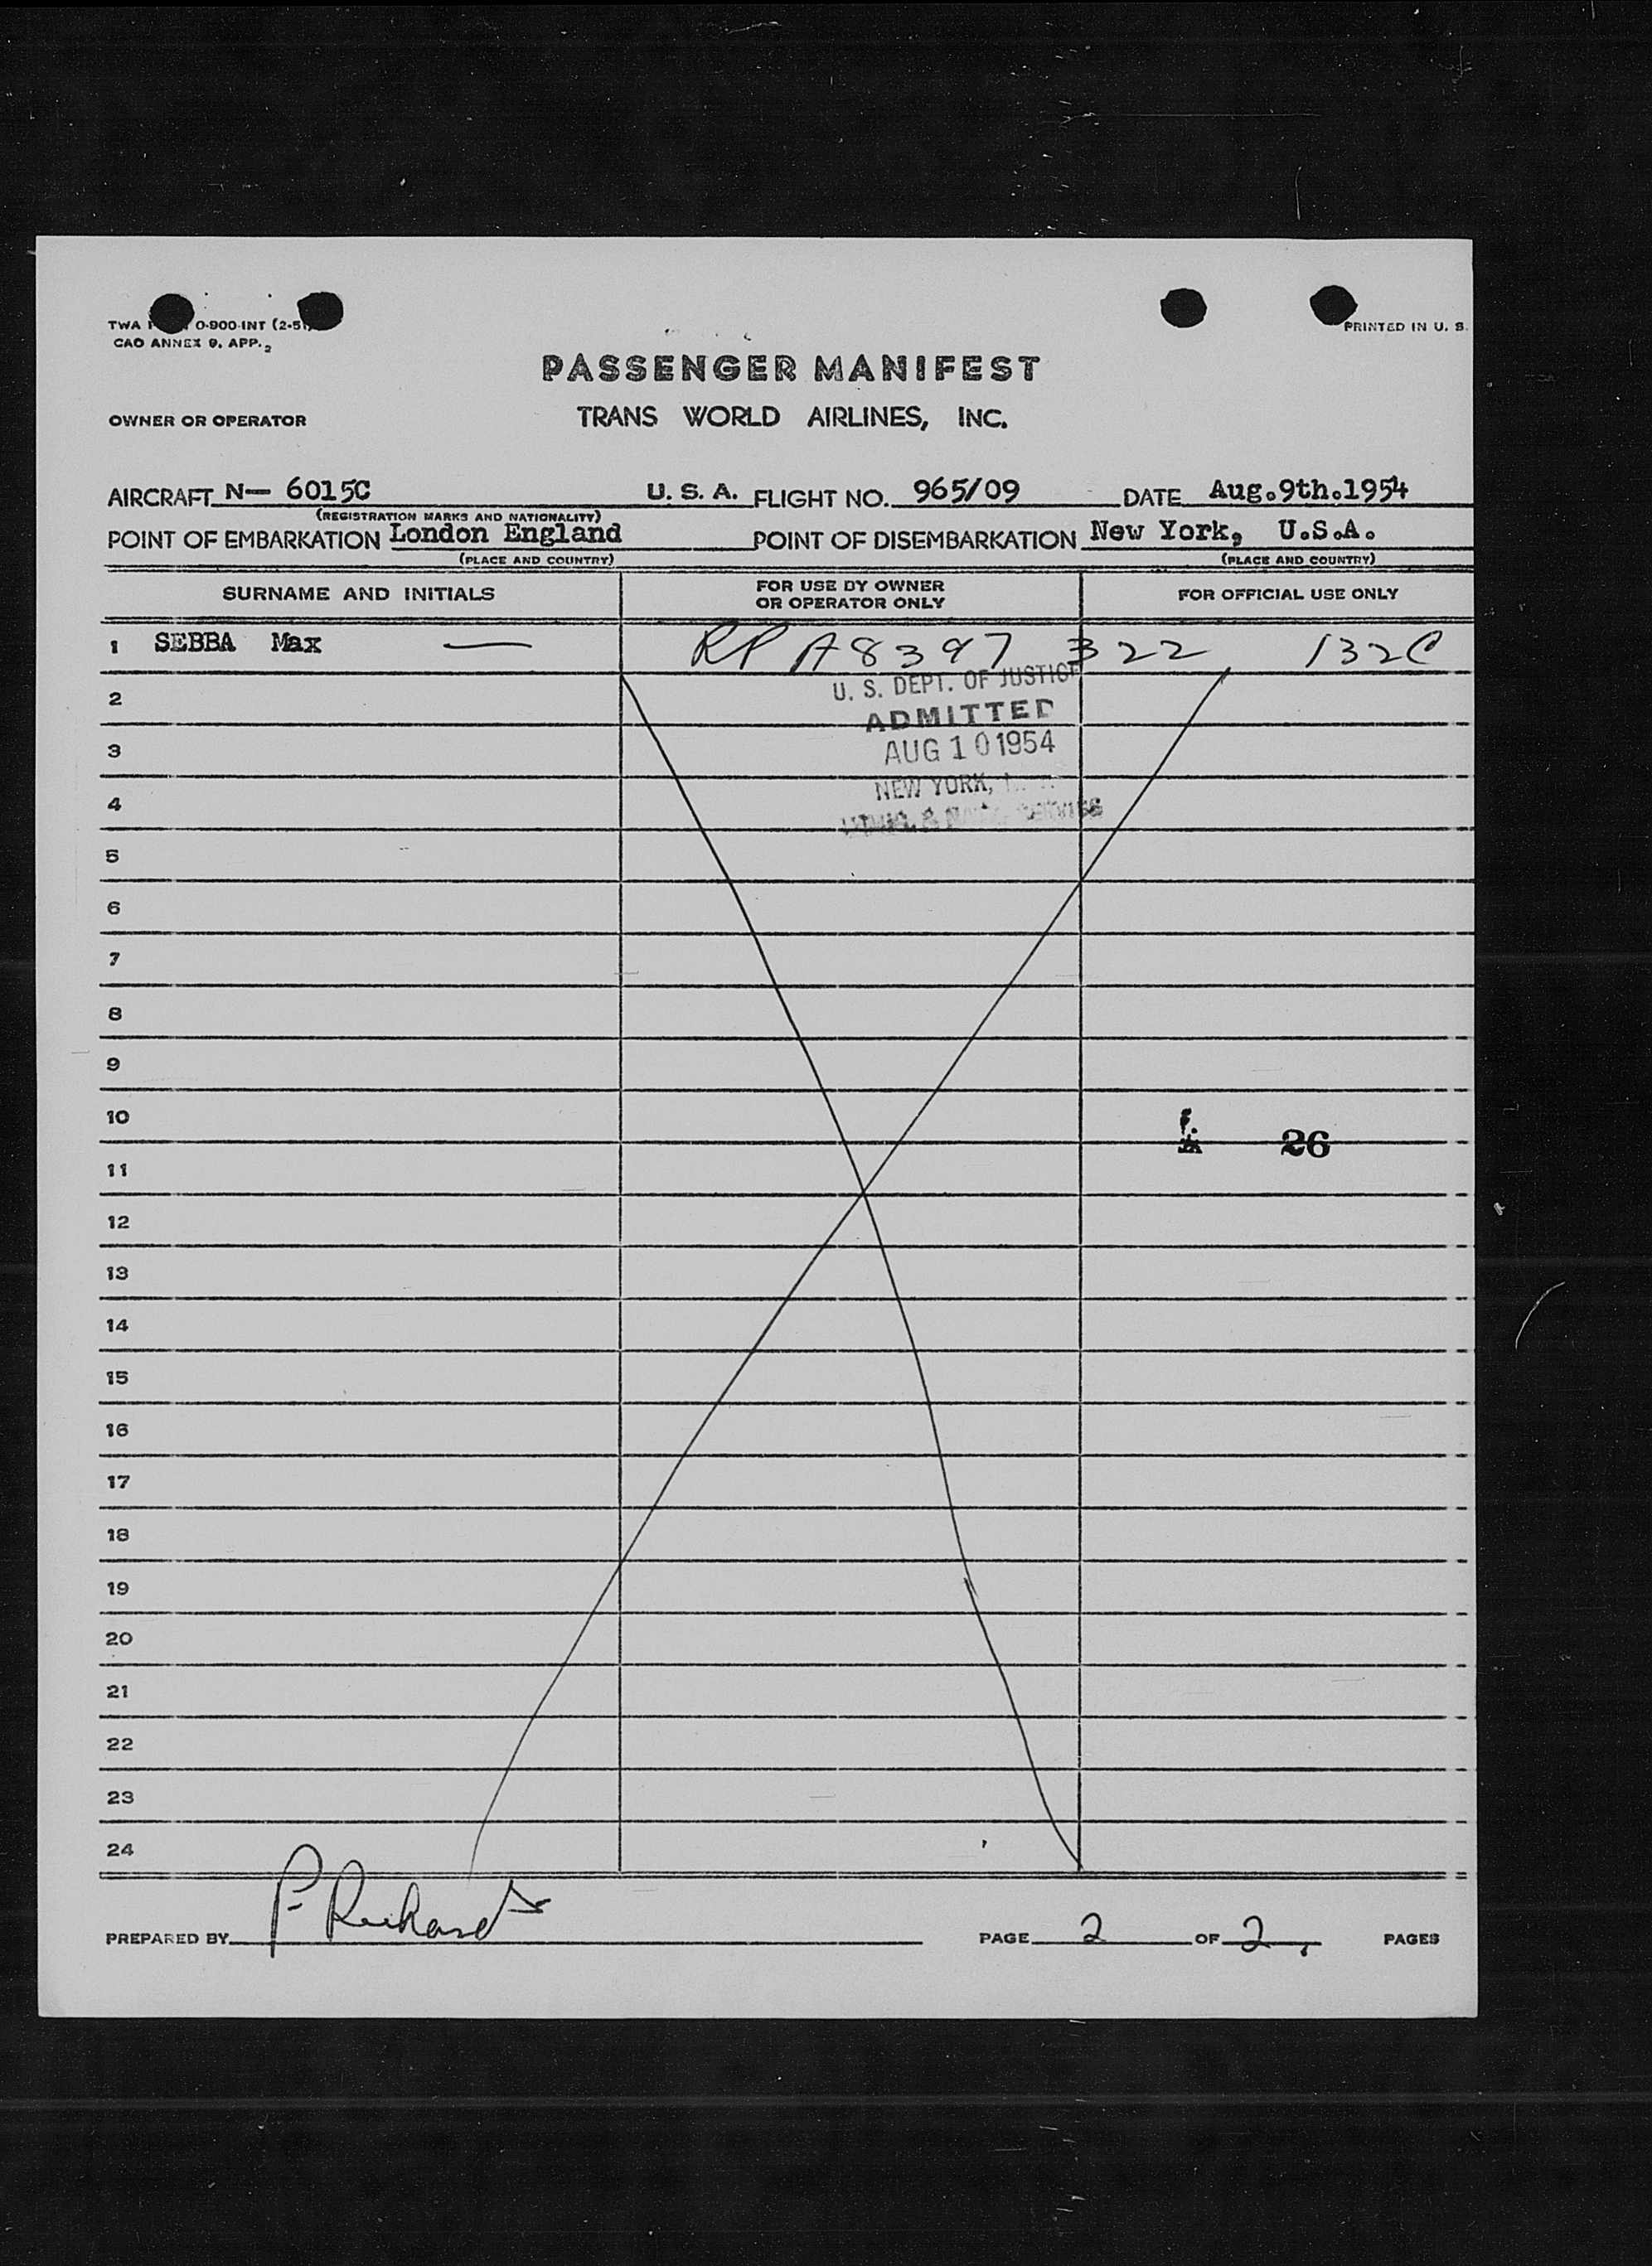 TWA O-900-INT (2-51
CAO ANNEX 9, APP. 2
PRINTED IN U. S.
PASSENGER MANIFEST
OWNER OR OPERATOR TRANS WORLD AIRLINES, INC.
AIRCRAFT N— 6015C U. S. A. FLIGHT NO. 965/09 DATE Aug.9th.1954
(REGISTRATION MARKS AND NATIONALITY)
POINT OF EMBARKATION London England POINT OF DISEMBARKATION New York, U.S.A.
(PLACE AND COUNTRY) (PLACE AND COUNTRY)
SURNAME AND INITIALS FOR USE BY OWNER OR OPERATOR ONLY FOR OFFICIAL USE ONLY
1 SEBBA Max — RP A8397 322 132C
U. S. DEPT. OF JUSTICE
2
ADMITTED
3 AUG 10 1954
4 NEW YORK,
5
6
7
8
9
10
26
11
12
13
14
15
16
17
18
19
20
21
22
23
24
PREPARED BY P Richards PAGE 2 OF 2 PAGES